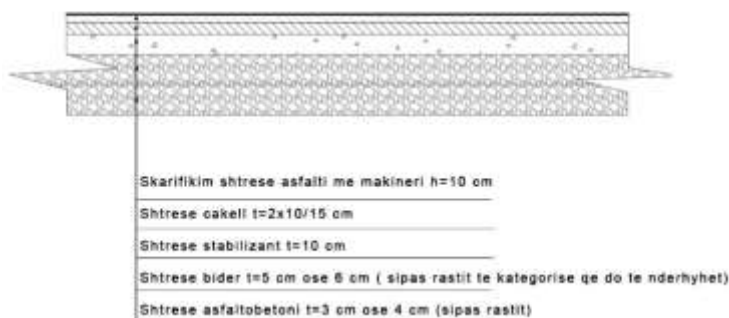 Skarifikim shtrese asfalti me makineri h=10 cm
Shtrese cakell t=2x10/15 cm
Shtrese stabilizant t=10 cm
Shtrese bider t=5 cm ose 6 cm ( sipas rastit te kategorise qe do te nderhyhet)
Shtrese asfaltobetoni t=3 cm ose 4 cm (sipas rastit)